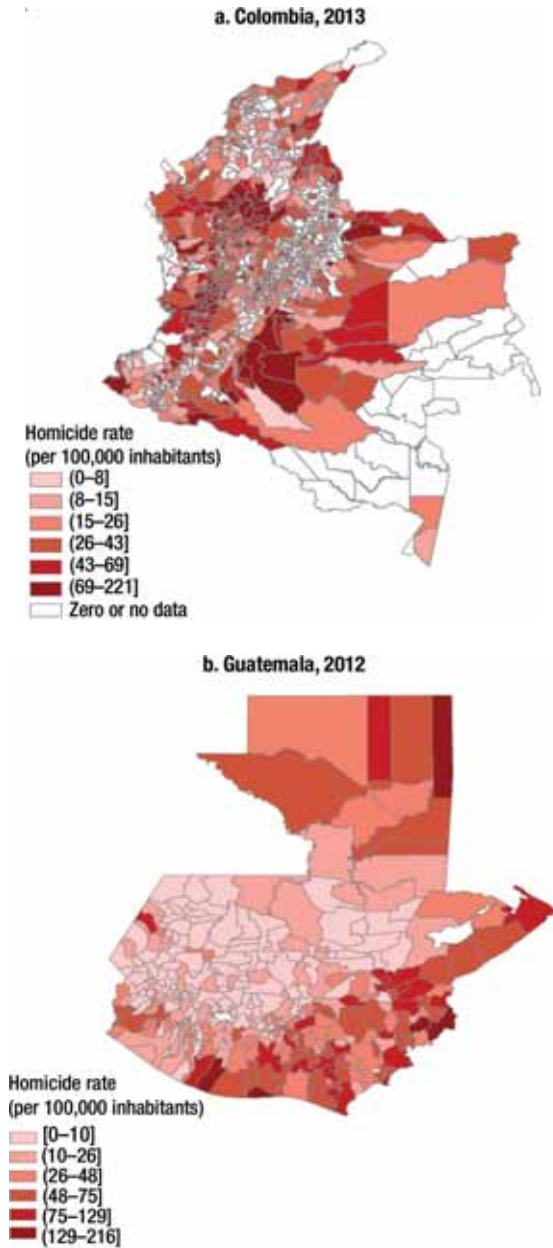 a. Colombia, 2013
Homicide rate
(per 100,000 inhabitants)
(0–8]
(8–15]
(15–26]
(26–43]
(43–69]
(69–221]
Zero or no data
b. Guatemala, 2012
Homicide rate
(per 100,000 inhabitants)
[0–10]
(10–26]
(26–48]
(48–75]
(75–129]
(129–216]